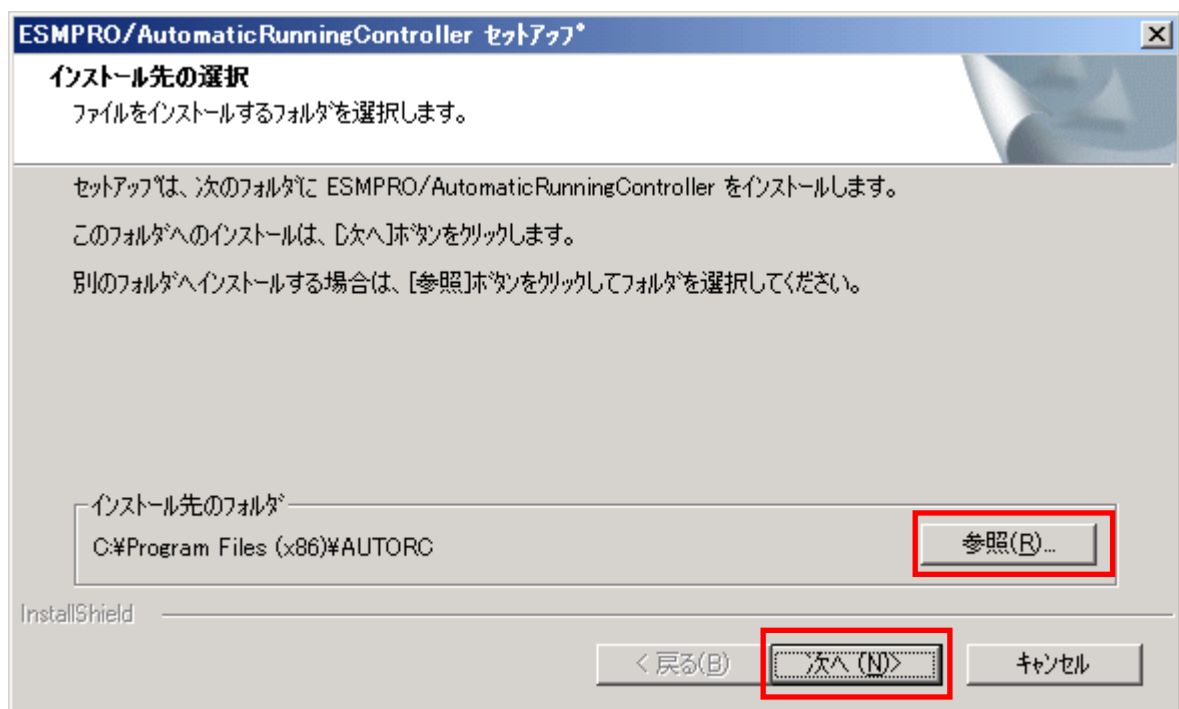 ESMPRO/AutomaticRunningController セットアップ
インストール先の選択
ファイルをインストールするフォルダを選択します。
セットアップは、次のフォルダに ESMPRO/AutomaticRunningController をインストールします。
このフォルダへのインストールは、[次へ]ボタンをクリックします。
別のフォルダへインストールする場合は、[参照]ボタンをクリックしてフォルダを選択してください。
インストール先のフォルダ
C:¥Program Files (x86)¥AUTORC
参照(R)...
InstallShield
< 戻る(B)
次へ (N)>
キャンセル